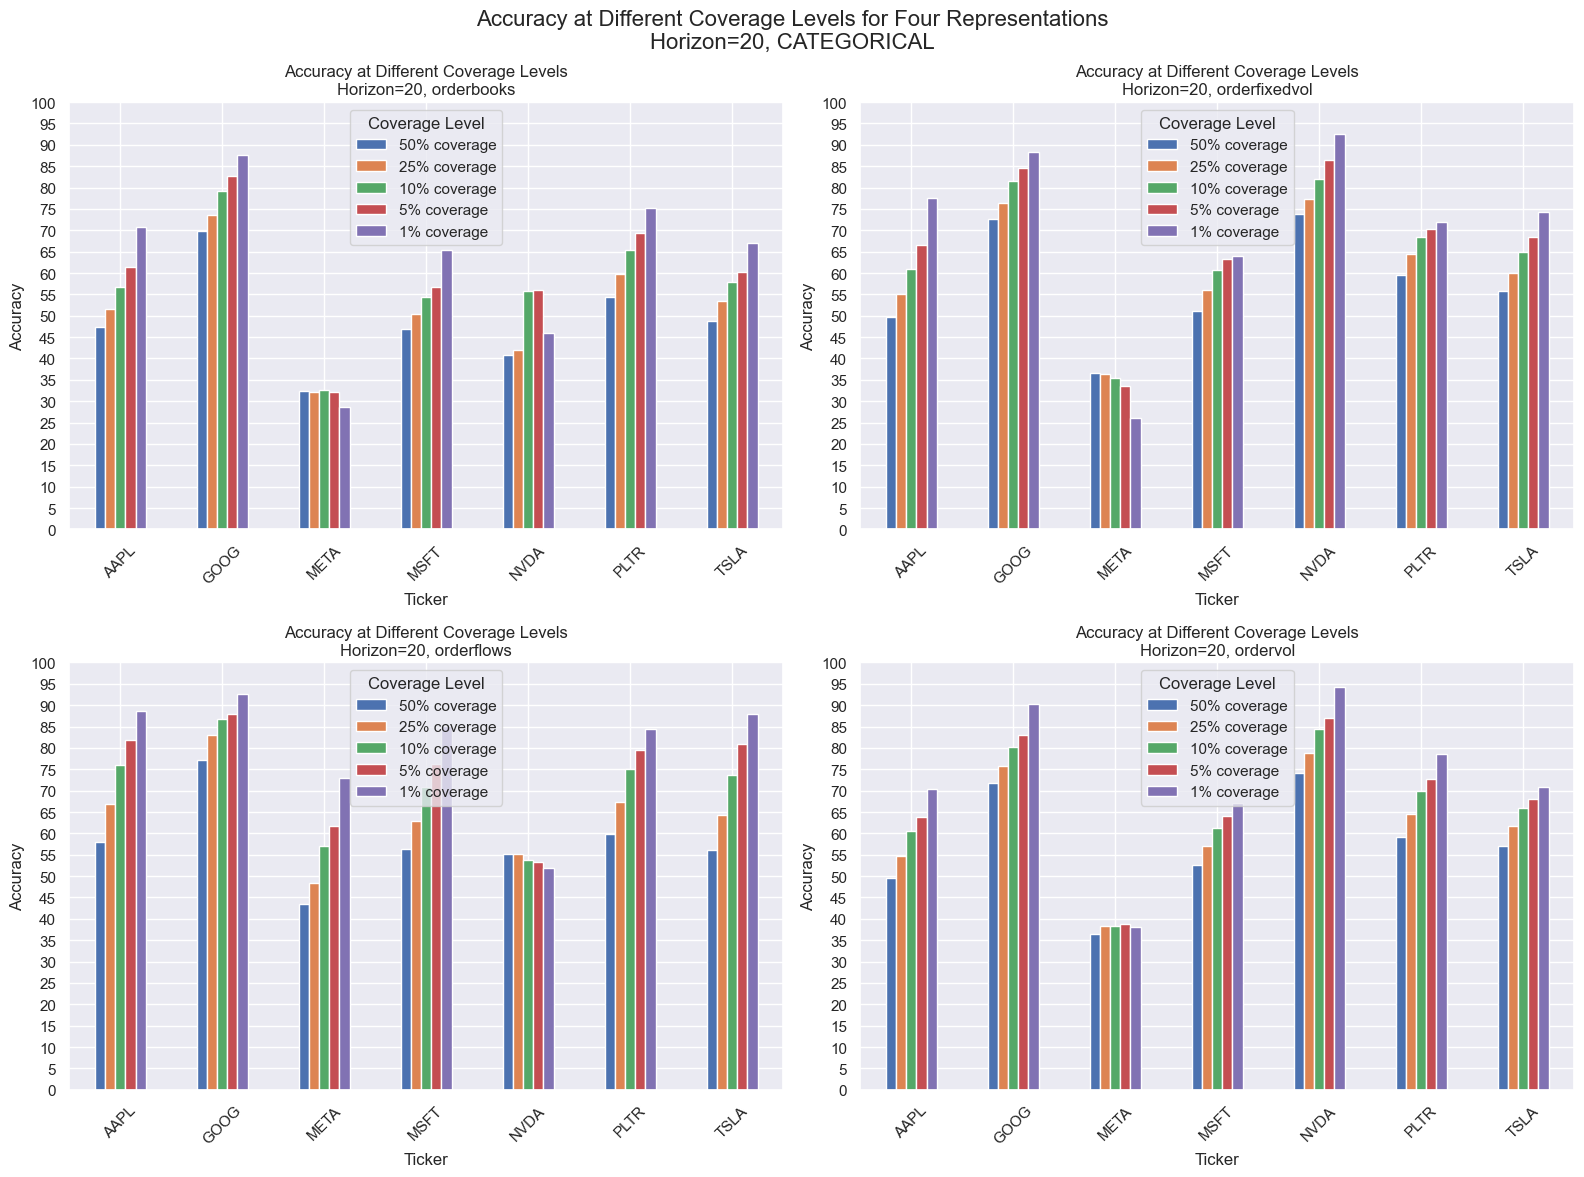 Accuracy at Different Coverage Levels for Four Representations
Horizon=20, CATEGORICAL
Accuracy at Different Coverage Levels
Horizon=20, orderbooks
Accuracy
100
95
90
85
80
75
70
65
60
55
50
45
40
35
30
25
20
15
10
5
0
Coverage Level
50% coverage
25% coverage
10% coverage
5% coverage
1% coverage
AAPL
GOOG
META
MSFT
NVDA
PLTR
TSLA
Ticker
Accuracy at Different Coverage Levels
Horizon=20, orderfixedvol
Accuracy
100
95
90
85
80
75
70
65
60
55
50
45
40
35
30
25
20
15
10
5
0
Coverage Level
50% coverage
25% coverage
10% coverage
5% coverage
1% coverage
AAPL
GOOG
META
MSFT
NVDA
PLTR
TSLA
Ticker
Accuracy at Different Coverage Levels
Horizon=20, orderflows
Accuracy
100
95
90
85
80
75
70
65
60
55
50
45
40
35
30
25
20
15
10
5
0
Coverage Level
50% coverage
25% coverage
10% coverage
5% coverage
1% coverage
AAPL
GOOG
META
MSFT
NVDA
PLTR
TSLA
Ticker
Accuracy at Different Coverage Levels
Horizon=20, ordervol
Accuracy
100
95
90
85
80
75
70
65
60
55
50
45
40
35
30
25
20
15
10
5
0
Coverage Level
50% coverage
25% coverage
10% coverage
5% coverage
1% coverage
AAPL
GOOG
META
MSFT
NVDA
PLTR
TSLA
Ticker